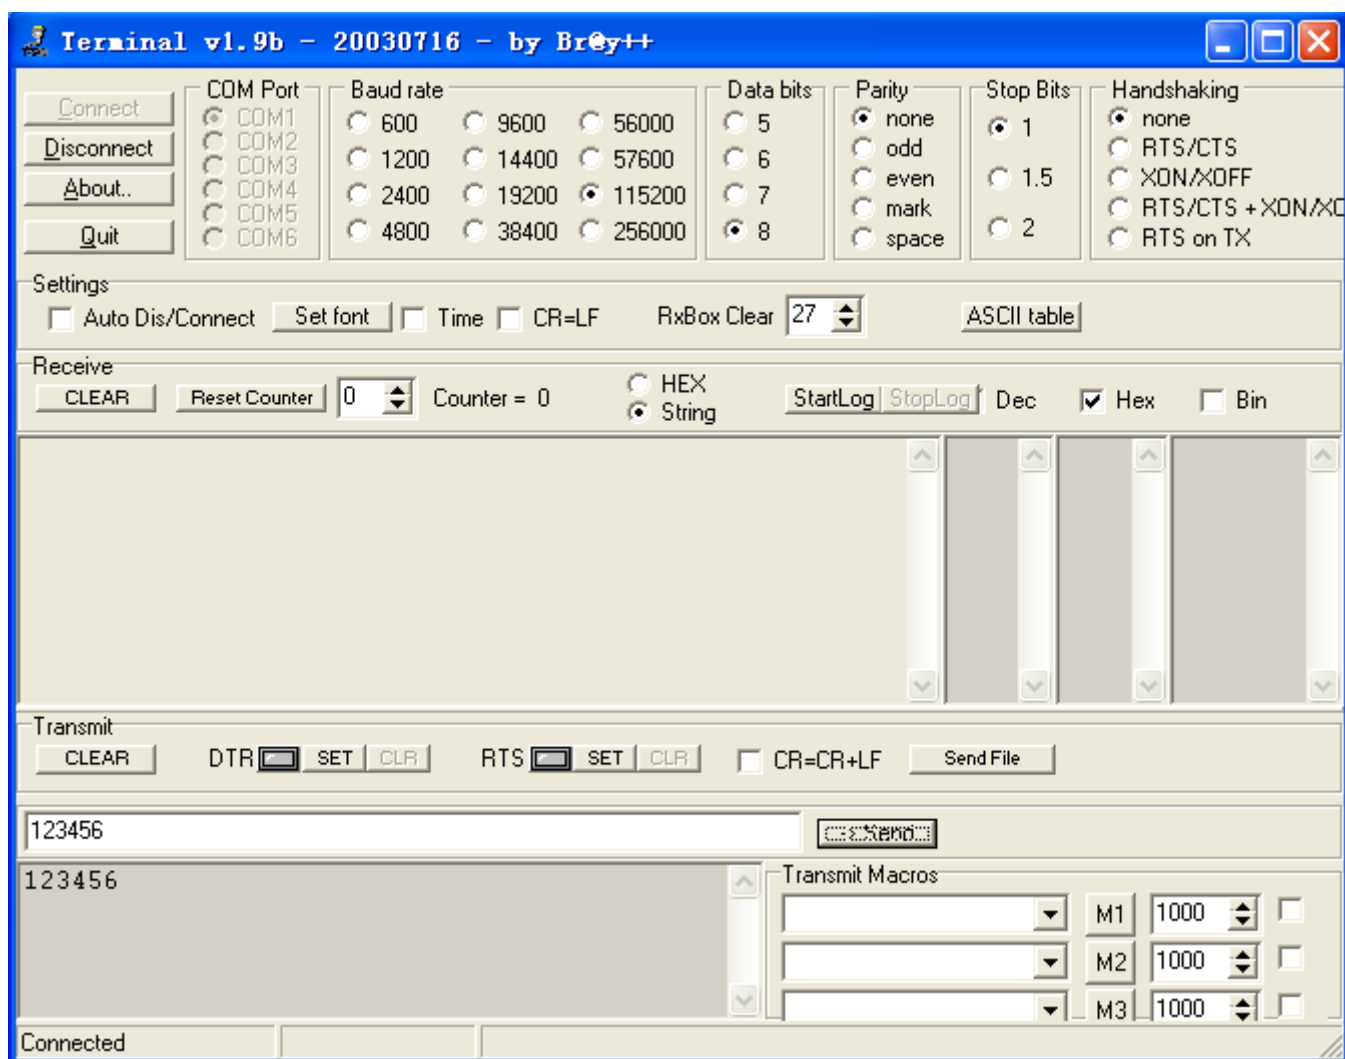 Terminal v1.9b - 20030716 - by Br@y++
Connect
Disconnect
About..
Quit
COM Port
COM1
COM2
COM3
COM4
COM5
COM6
Baud rate
600 9600 56000
1200 14400 57600
2400 19200 115200
4800 38400 256000
Data bits
5
6
7
8
Parity
none
odd
even
mark
space
Stop Bits
1
1.5
2
Handshaking
none
RTS/CTS
XON/XOFF
RTS/CTS + XON/XO
RTS on TX
Settings
Auto Dis/Connect Set font Time CR=LF RxBox Clear 27 ASCII table
Receive
CLEAR Reset Counter 0 Counter = 0 HEX
String
StartLog StopLog Dec Hex Bin
Transmit
CLEAR DTR SET CLR RTS SET CLR CR=CR+LF Send File
123456 Send
123456
Transmit Macros
M1 1000
M2 1000
M3 1000
Connected